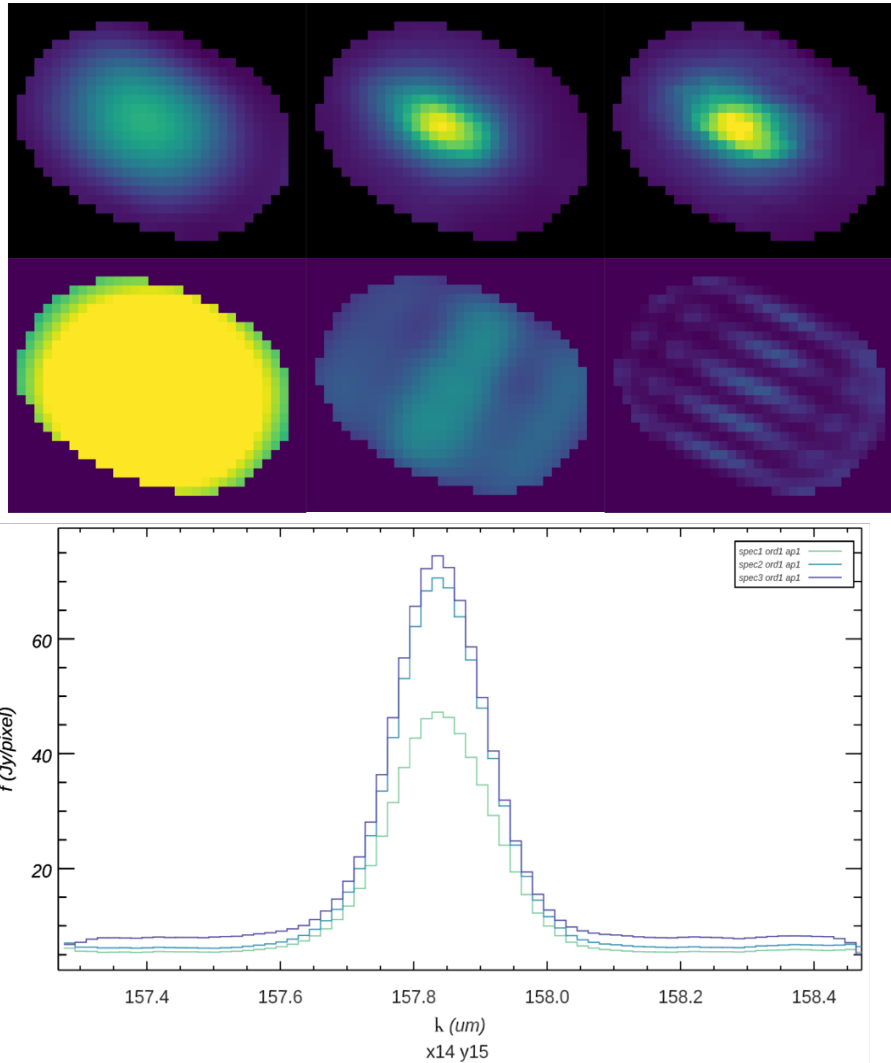 spec1 ord1 ap1
spec2 ord1 ap1
spec3 ord1 ap1
60
40
20
f (Jy/pixel)
157.4 157.6 157.8 158.0 158.2 158.4
λ (um)
x14 y15